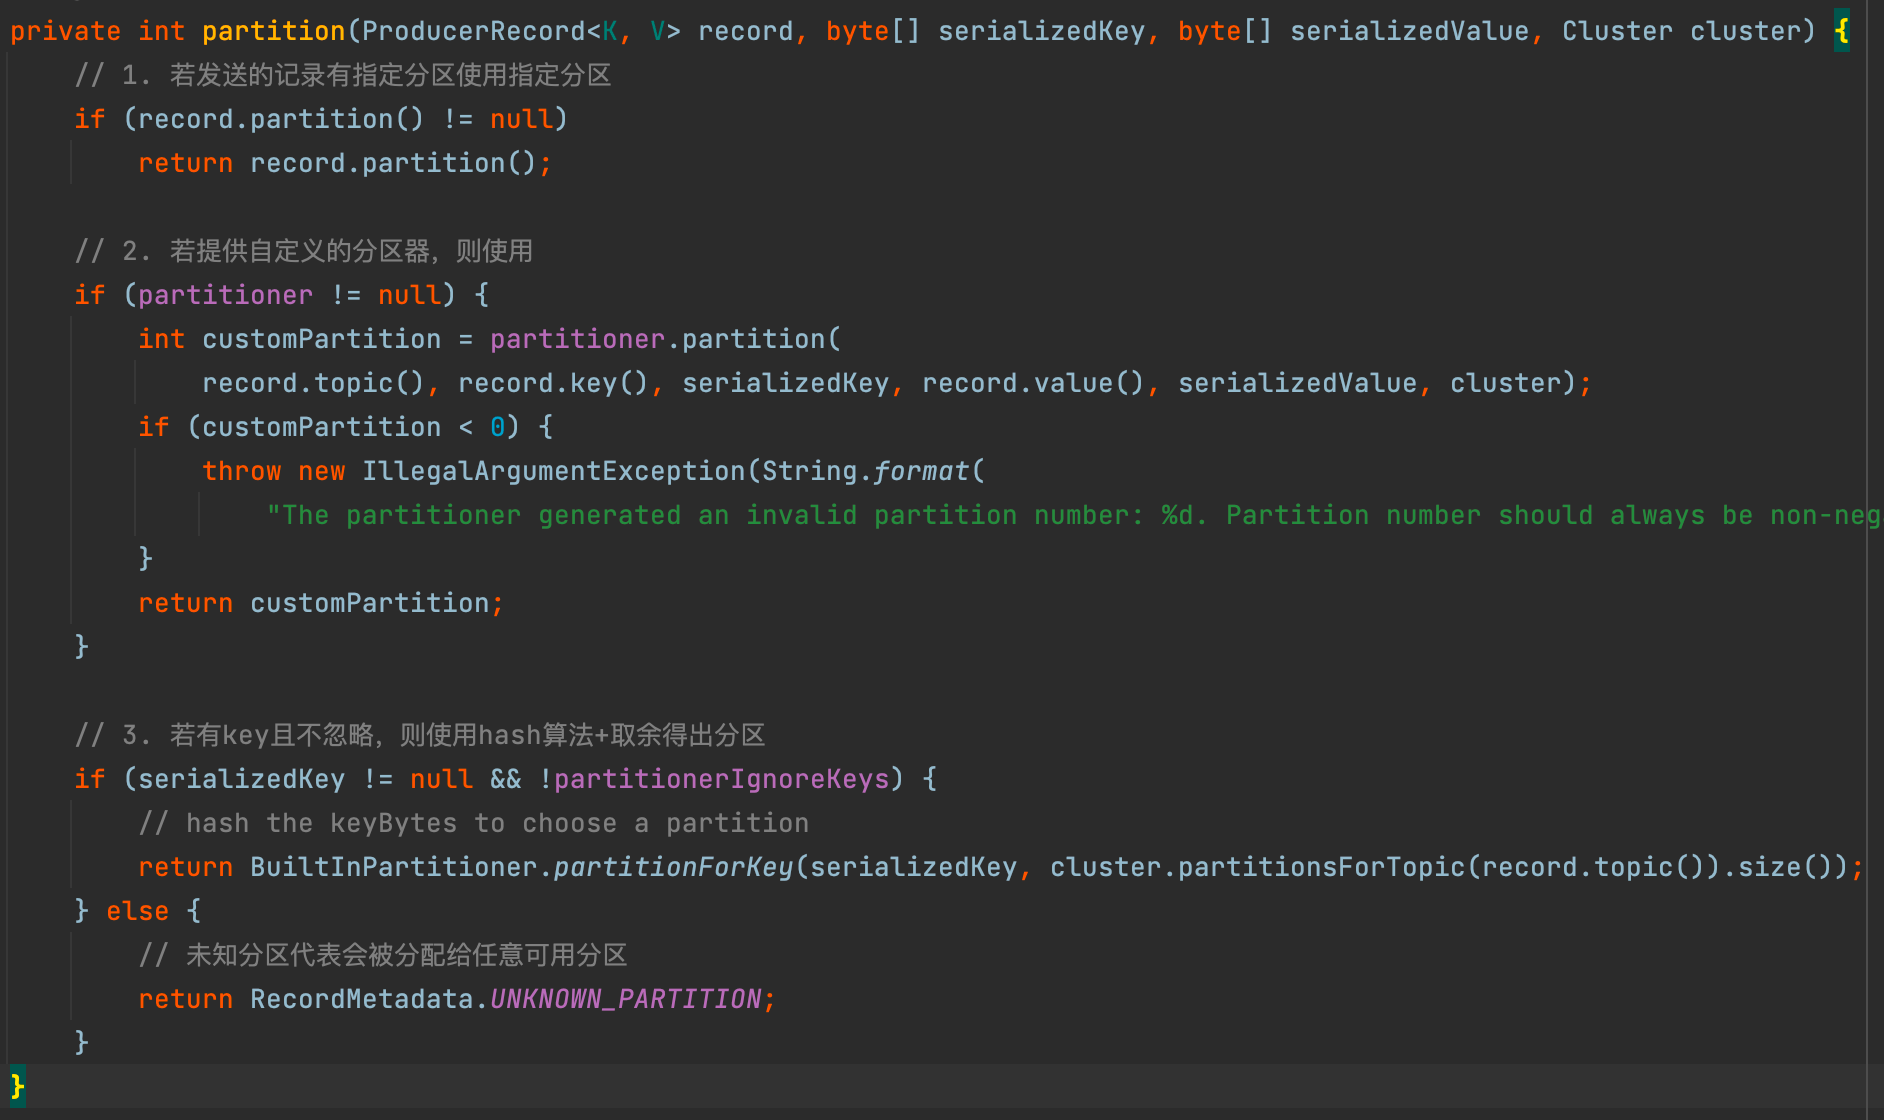 private int partition(ProducerRecord<K, V> record, byte[] serializedKey, byte[] serializedValue, Cluster cluster) {
// 1. 若发送的记录有指定分区使用指定分区
if (record.partition() != null)
return record.partition();
// 2. 若提供自定义的分区器，则使用
if (partitioner != null) {
int customPartition = partitioner.partition(
record.topic(), record.key(), serializedKey, record.value(), serializedValue, cluster);
if (customPartition < 0) {
throw new IllegalArgumentException(String.format(
"The partitioner generated an invalid partition number: %d. Partition number should always be non-neg
}
return customPartition;
}
// 3. 若有key且不忽略，则使用hash算法+取余得出分区
if (serializedKey != null && !partitionerIgnoreKeys) {
// hash the keyBytes to choose a partition
return BuiltInPartitioner.partitionForKey(serializedKey, cluster.partitionsForTopic(record.topic()).size());
} else {
// 未知分区代表会被分配给任意可用分区
return RecordMetadata.UNKNOWN_PARTITION;
}
}